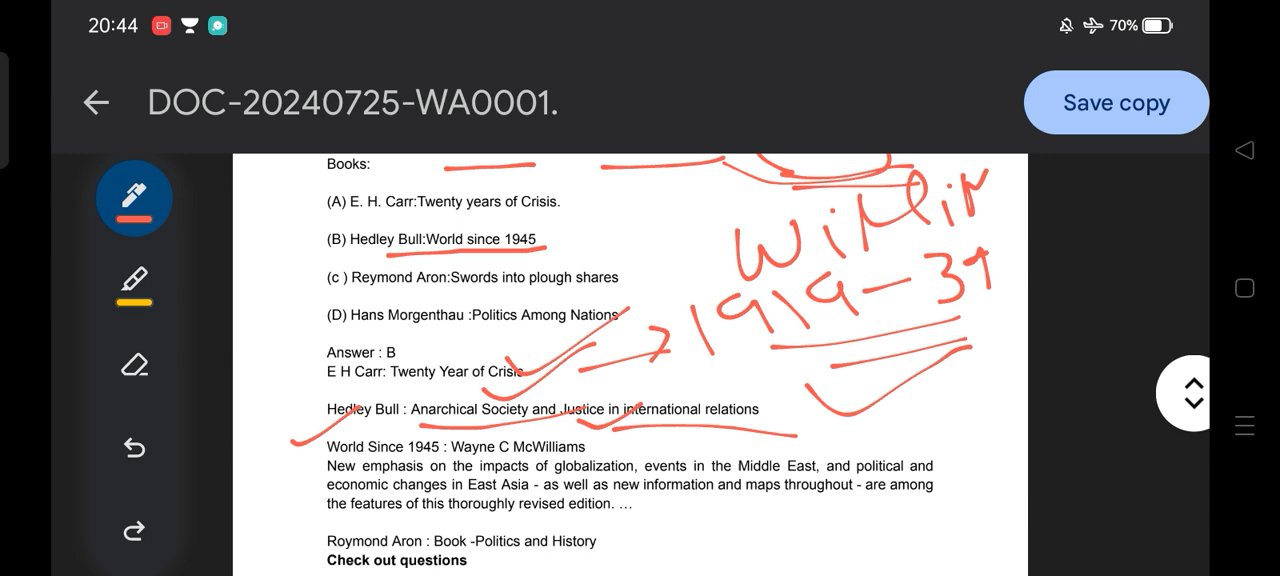 20:44
70%
DOC-20240725-WA0001.
Save copy
Books:
(A) E. H. Carr:Twenty years of Crisis.
(B) Hedley Bull:World since 1945
(c ) Reymond Aron:Swords into plough shares
(D) Hans Morgenthau :Politics Among Nations
1919-39
Answer : B
E H Carr: Twenty Year of Crisis
Hedley Bull : Anarchical Society and Justice in international relations
World Since 1945 : Wayne C McWilliams
New emphasis on the impacts of globalization, events in the Middle East, and political and
economic changes in East Asia - as well as new information and maps throughout - are among
the features of this thoroughly revised edition. …
Roymond Aron : Book -Politics and History
Check out questions